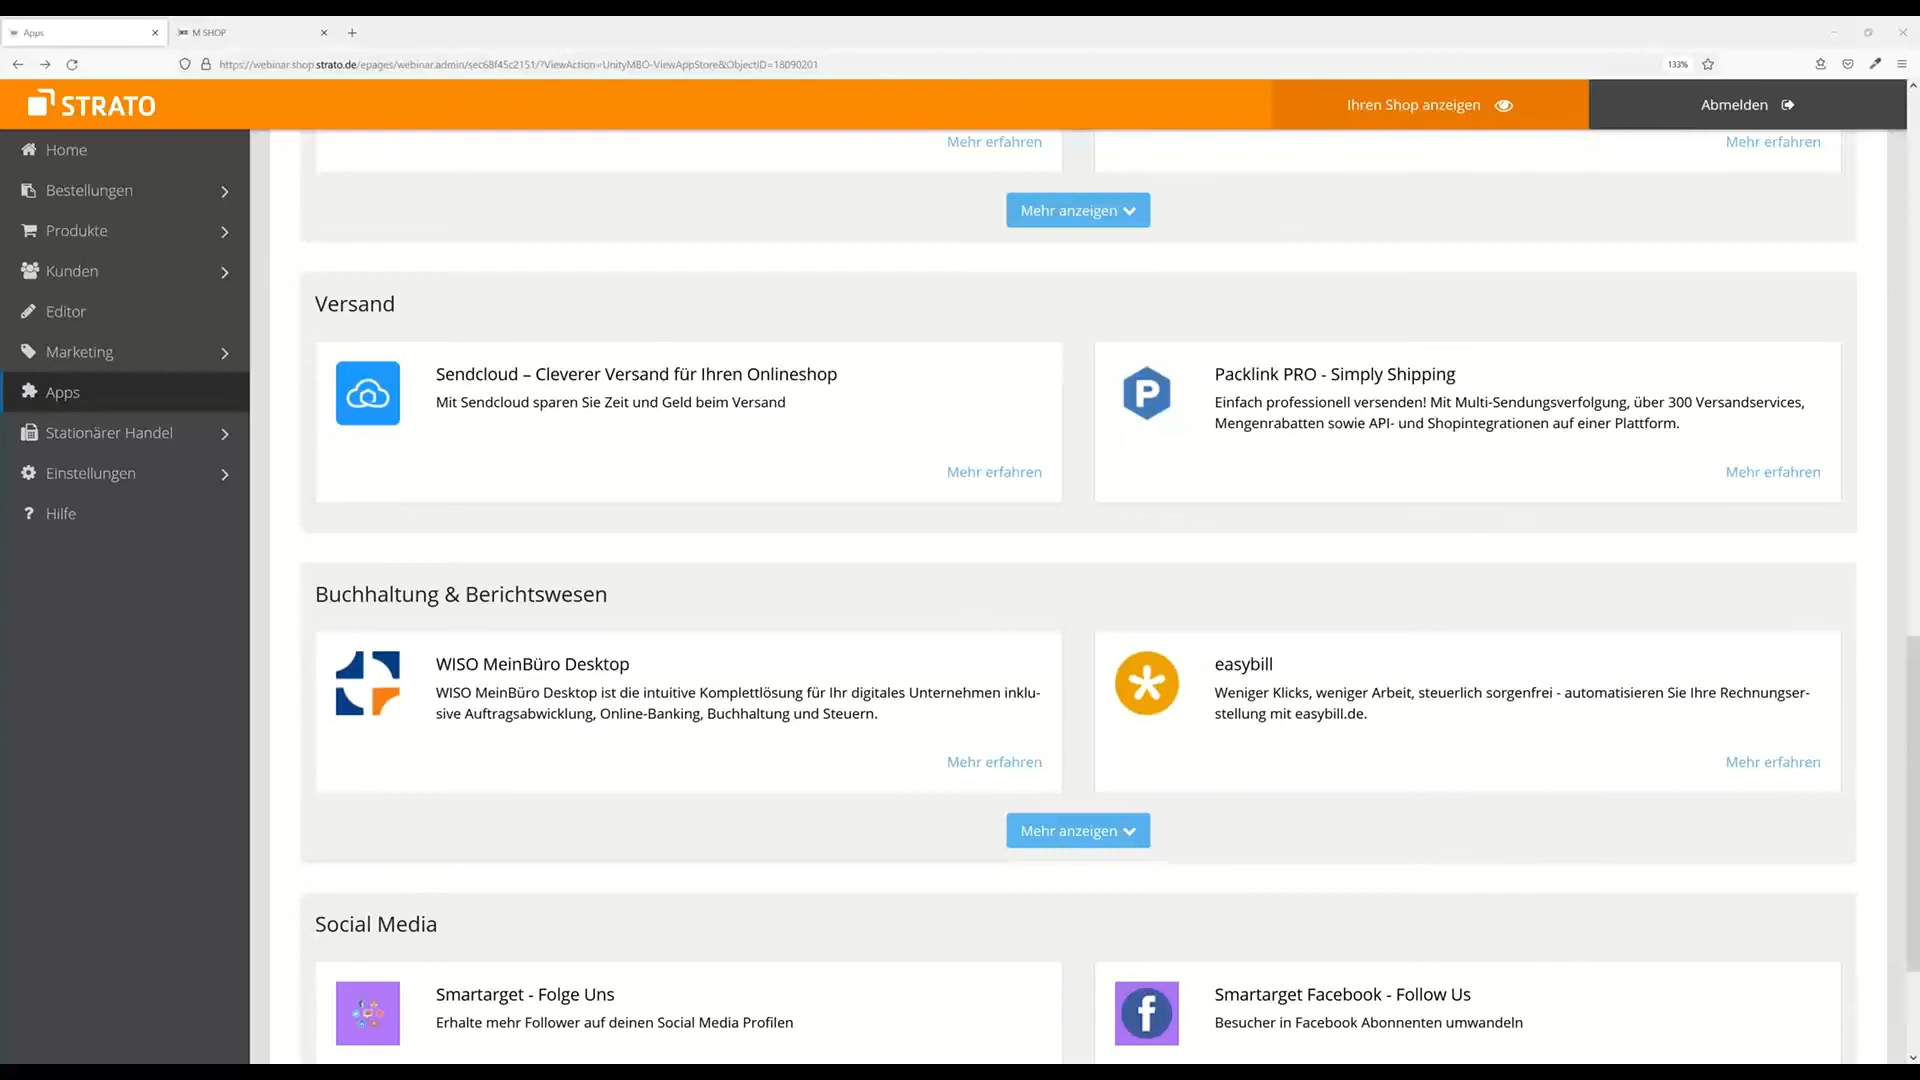 Apps
M SHOP
https://webinar.shop.strato.de/epages/webinar.admin/sec68f45c2151/?ViewAction=UnityMBO-ViewAppStore&ObjectID=18090201
133%
STRATO
Ihren Shop anzeigen
Abmelden
Home
Bestellungen
Produkte
Kunden
Editor
Marketing
Apps
Stationärer Handel
Einstellungen
? Hilfe
Mehr erfahren
Mehr erfahren
Mehr anzeigen
Versand
Sendcloud – Cleverer Versand für Ihren Onlineshop
Mit Sendcloud sparen Sie Zeit und Geld beim Versand
Mehr erfahren
P
Packlink PRO - Simply Shipping
Einfach professionell versenden! Mit Multi-Sendungsverfolgung, über 300 Versandservices,
Mengenrabatten sowie API- und Shopintegrationen auf einer Plattform.
Mehr erfahren
Buchhaltung & Berichtswesen
WISO MeinBüro Desktop
WISO MeinBüro Desktop ist die intuitive Komplettlösung für Ihr digitales Unternehmen inklu-
sive Auftragsabwicklung, Online-Banking, Buchhaltung und Steuern.
Mehr erfahren
easybill
Weniger Klicks, weniger Arbeit, steuerlich sorgenfrei - automatisieren Sie Ihre Rechnungser-
stellung mit easybill.de.
Mehr erfahren
Mehr anzeigen
Social Media
Smartarget - Folge Uns
Erhalte mehr Follower auf deinen Social Media Profilen
f
Smartarget Facebook - Follow Us
Besucher in Facebook Abonnenten umwandeln